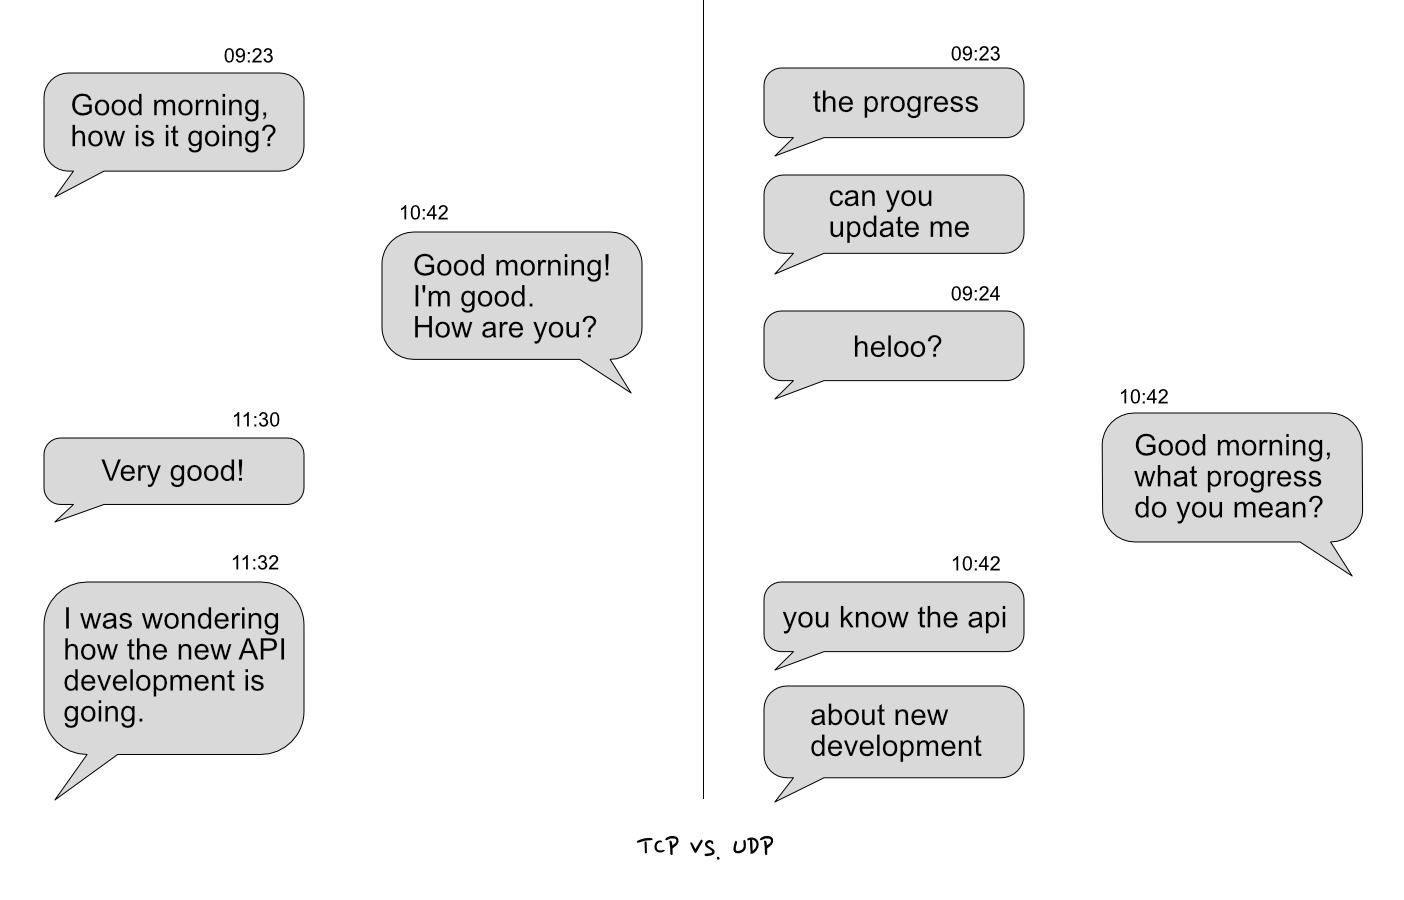 09:23
Good morning,
how is it going?
10:42
Good morning!
I'm good.
How are you?
11:30
Very good!
11:32
I was wondering
how the new API
development is
going.
09:23
the progress
can you
update me
09:24
heloo?
10:42
Good morning,
what progress
do you mean?
10:42
you know the api
about new
development
TCP vs. UDP